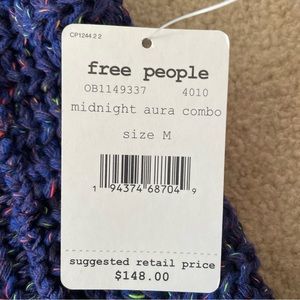 CP1244.2 2
free people
OB1149337 4010
midnight aura combo
size M
1 94374 68704 9
suggested retail price
$148.00